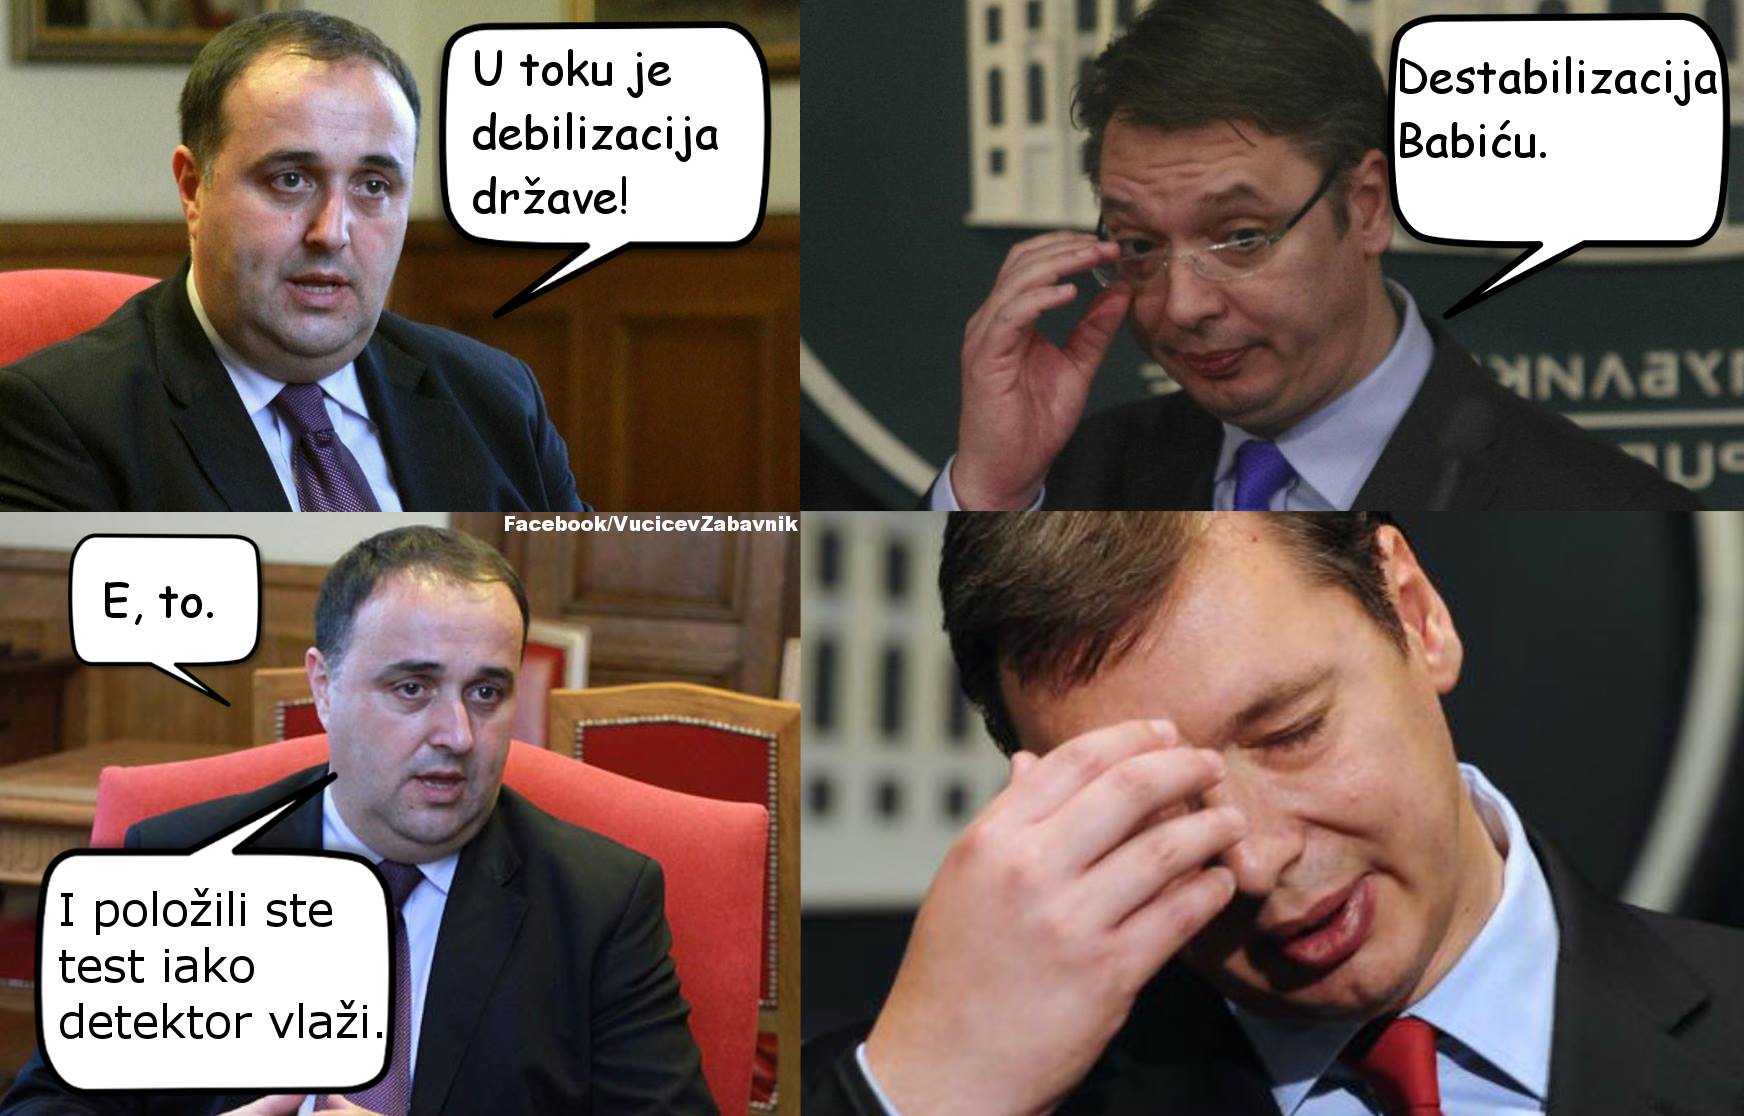 U toku je
debilizacija
države!
Destabilizacija
Babiću.
Facebook/VucicevZabavnik
E, to.
I položili ste
test iako
detektor vlaži.